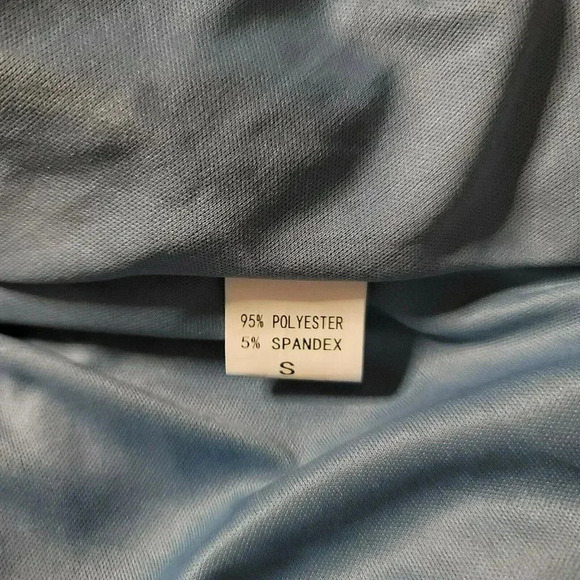 95% POLYESTER
5% SPANDEX
S